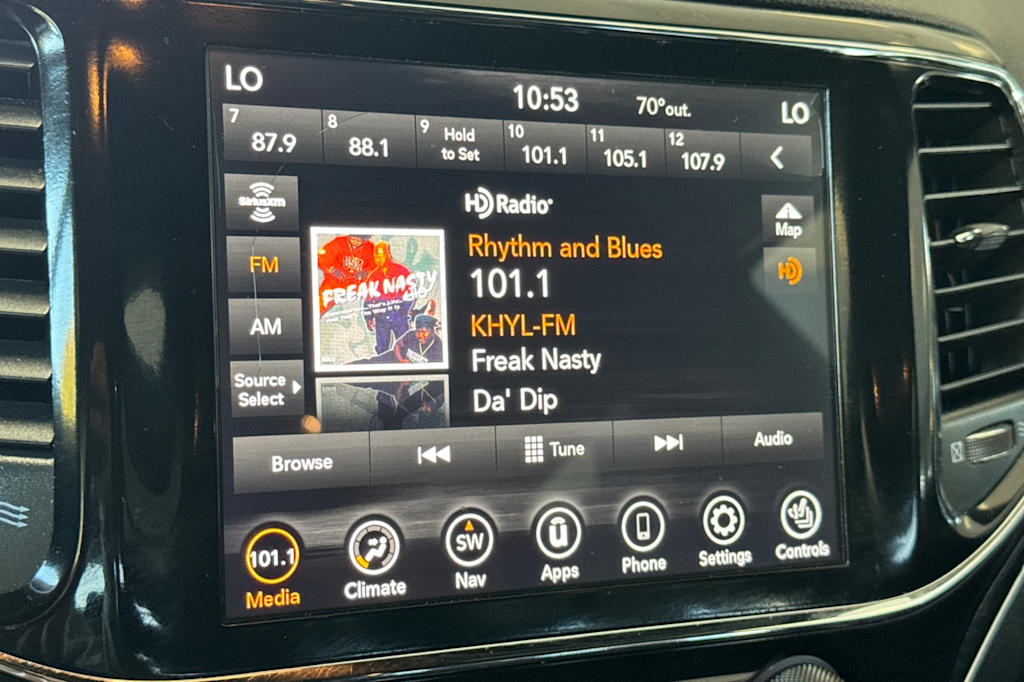 LO
10:53
70° out.
LO
7
87.9
8
88.1
9
Hold
to Set
10
101.1
11
105.1
12
107.9
SiriusXM
FM
AM
Source
Select
FREAK NASTY
HD Radio
Rhythm and Blues
101.1
KHYL-FM
Freak Nasty
Da' Dip
Map
HD
Browse
Tune
Audio
101.1
Media
Climate
SW
Nav
u
Apps
Phone
Settings
Controls